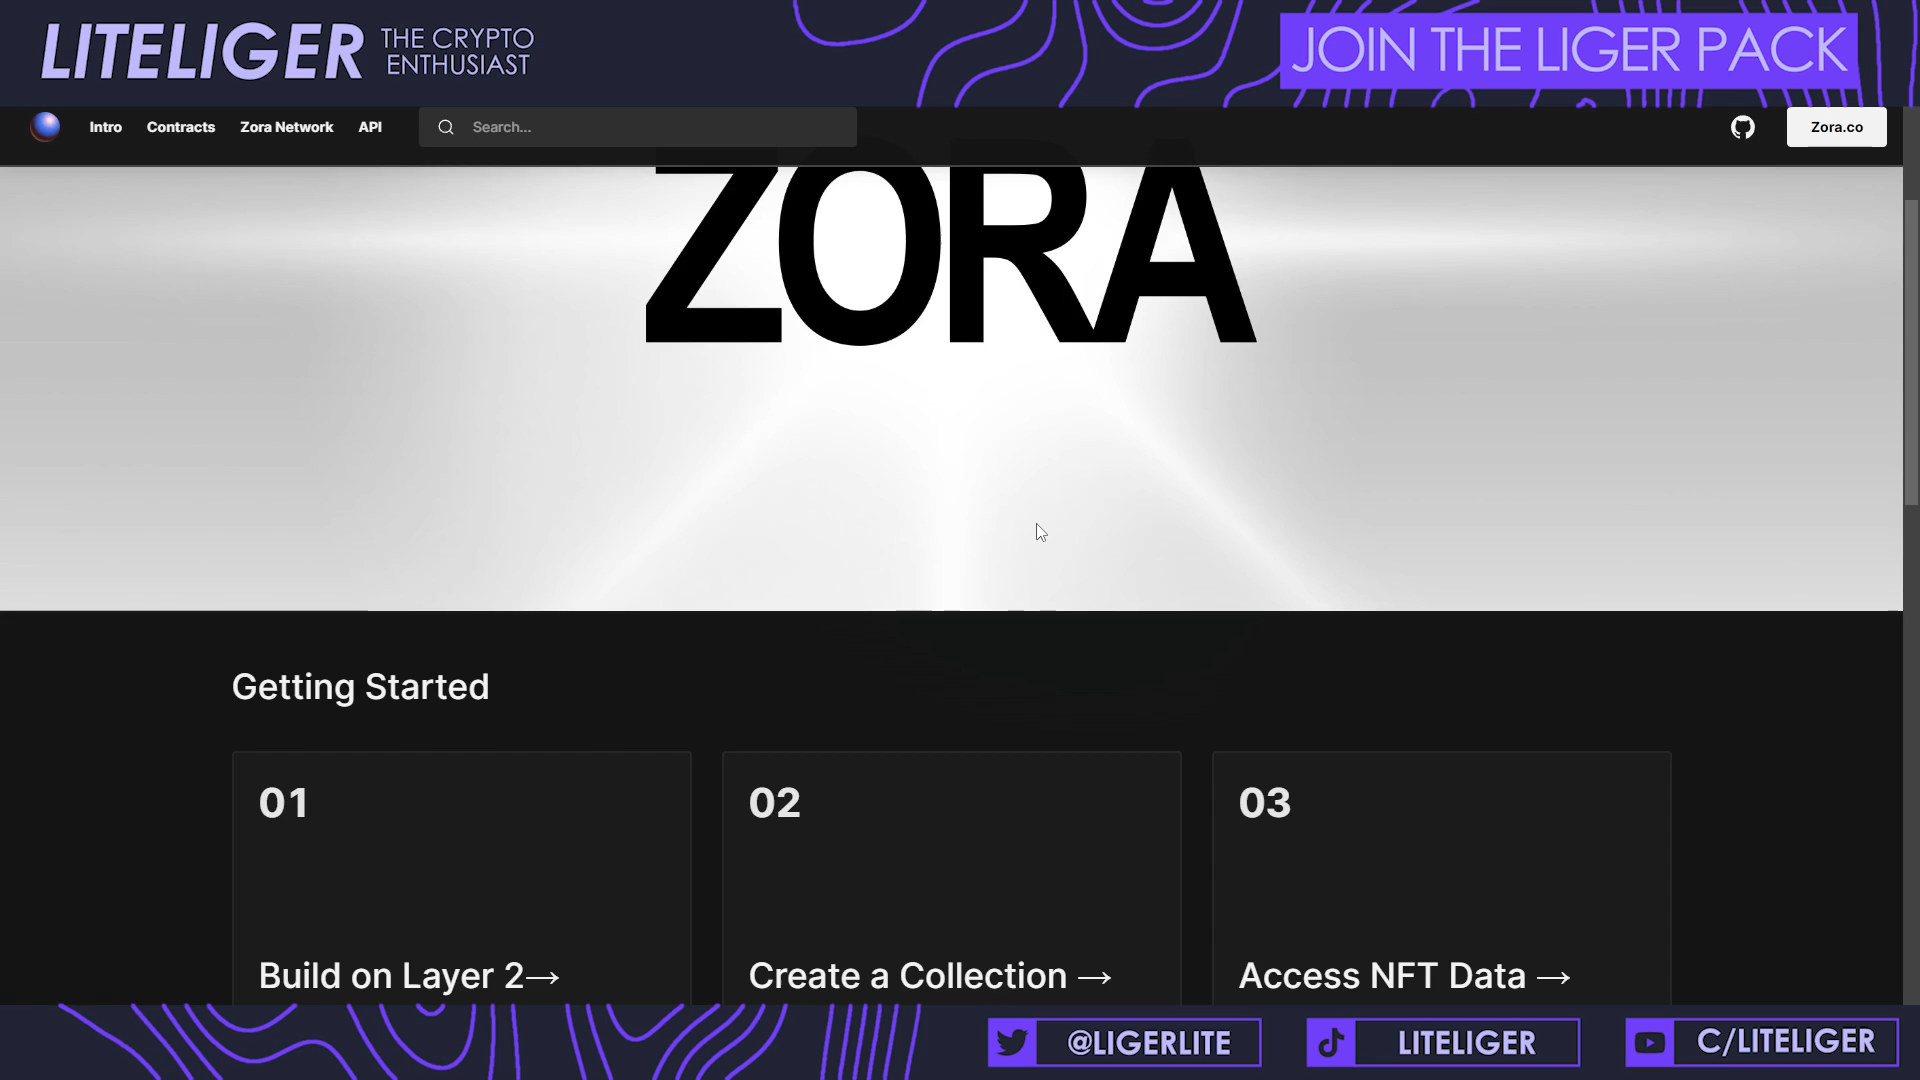 LITELIGER THE CRYPTO
ENTHUSIAST
JOIN THE LIGER PACK
Intro Contracts Zora Network API Search... Zora.co
ZORA
Getting Started
01 02 03
Build on Layer 2→ Create a Collection → Access NFT Data →
@LIGERLITE LITELIGER C/LITELIGER